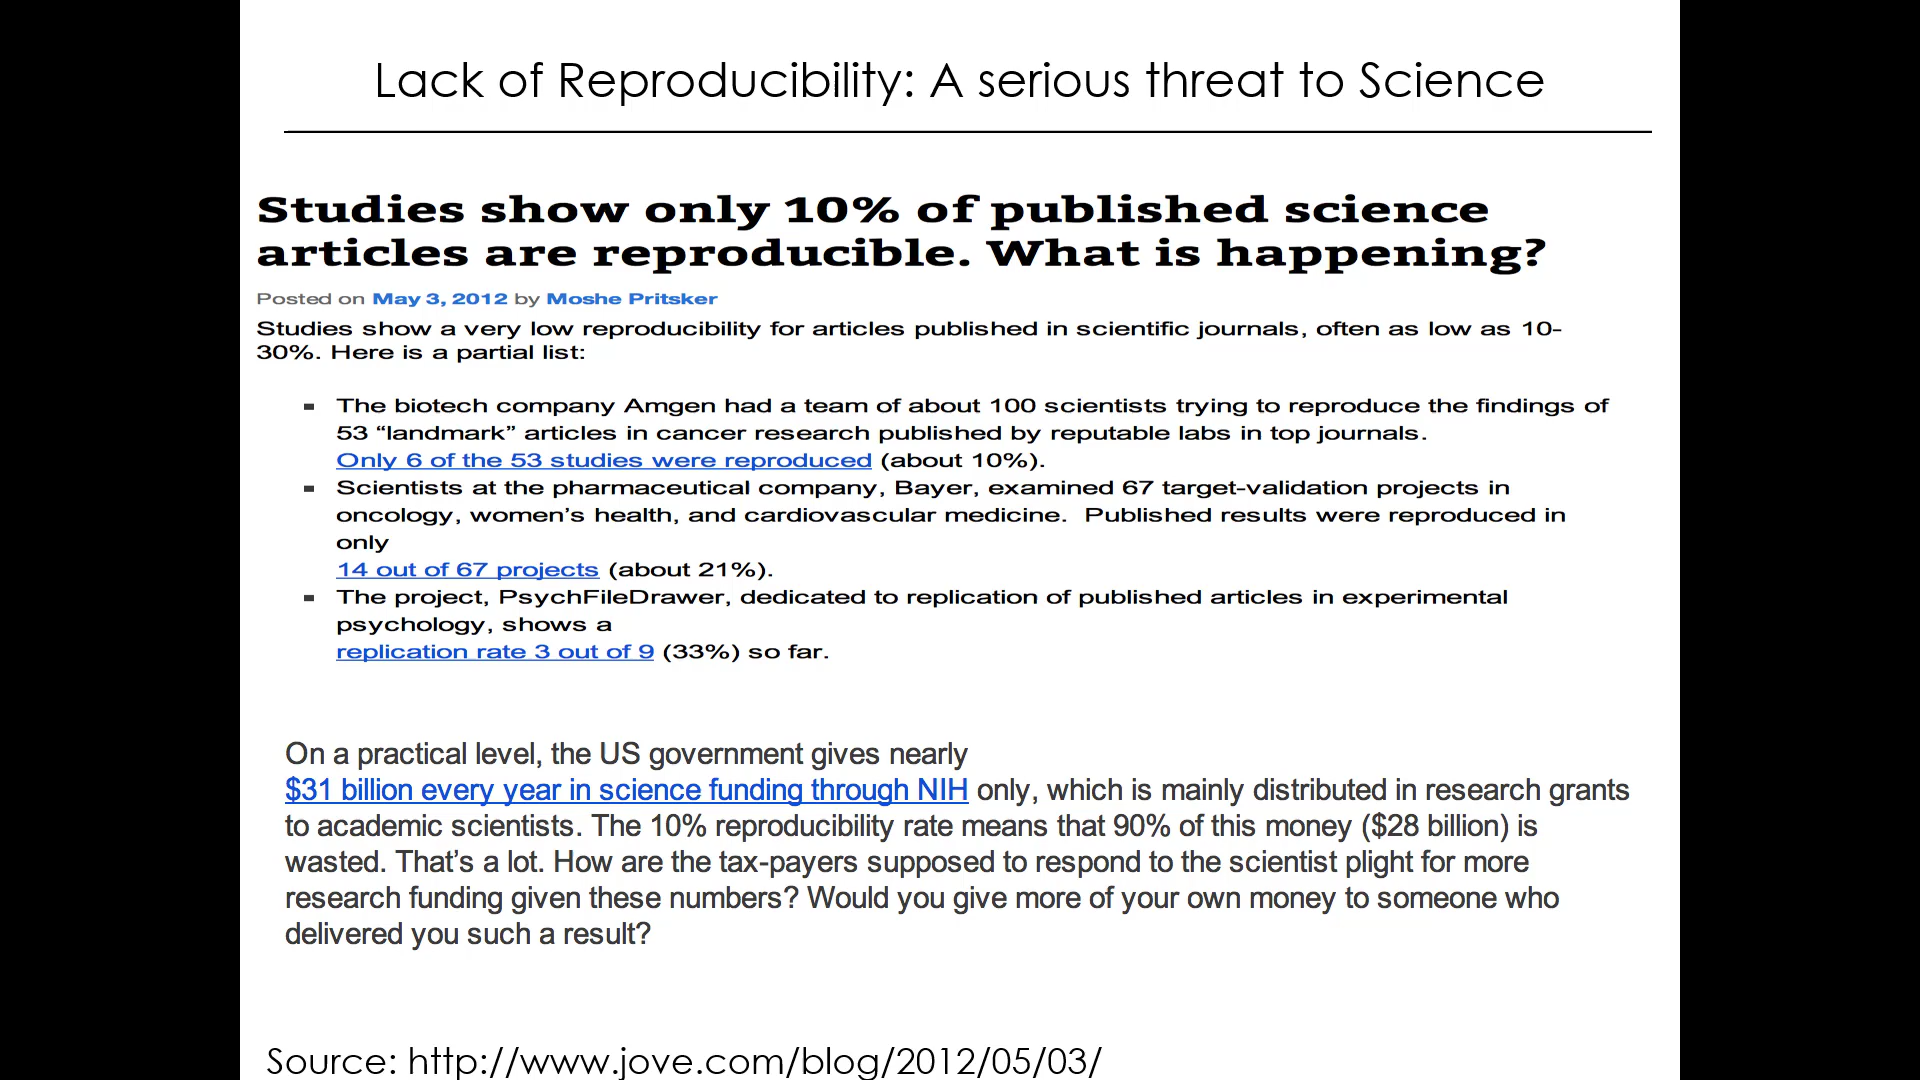 Lack of Reproducibility: A serious threat to Science
Studies show only 10% of published science
articles are reproducible. What is happening?
Posted on May 3, 2012 by Moshe Pritsker
Studies show a very low reproducibility for articles published in scientific journals, often as low as 10-
30%. Here is a partial list:
▪ The biotech company Amgen had a team of about 100 scientists trying to reproduce the findings of
53 “landmark” articles in cancer research published by reputable labs in top journals.
Only 6 of the 53 studies were reproduced (about 10%).
▪ Scientists at the pharmaceutical company, Bayer, examined 67 target-validation projects in
oncology, women’s health, and cardiovascular medicine.  Published results were reproduced in
only
14 out of 67 projects (about 21%).
▪ The project, PsychFileDrawer, dedicated to replication of published articles in experimental
psychology, shows a
replication rate 3 out of 9 (33%) so far.
On a practical level, the US government gives nearly
$31 billion every year in science funding through NIH only, which is mainly distributed in research grants
to academic scientists. The 10% reproducibility rate means that 90% of this money ($28 billion) is
wasted. That’s a lot. How are the tax-payers supposed to respond to the scientist plight for more
research funding given these numbers? Would you give more of your own money to someone who
delivered you such a result?
Source: http://www.jove.com/blog/2012/05/03/